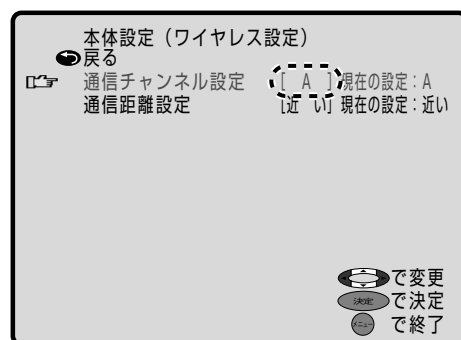 本体設定（ワイヤレス設定）
戻る
通信チャンネル設定 [ A ] 現在の設定：A
通信距離設定 [近 い] 現在の設定：近い
で変更
決定 で決定
メニュー で終了